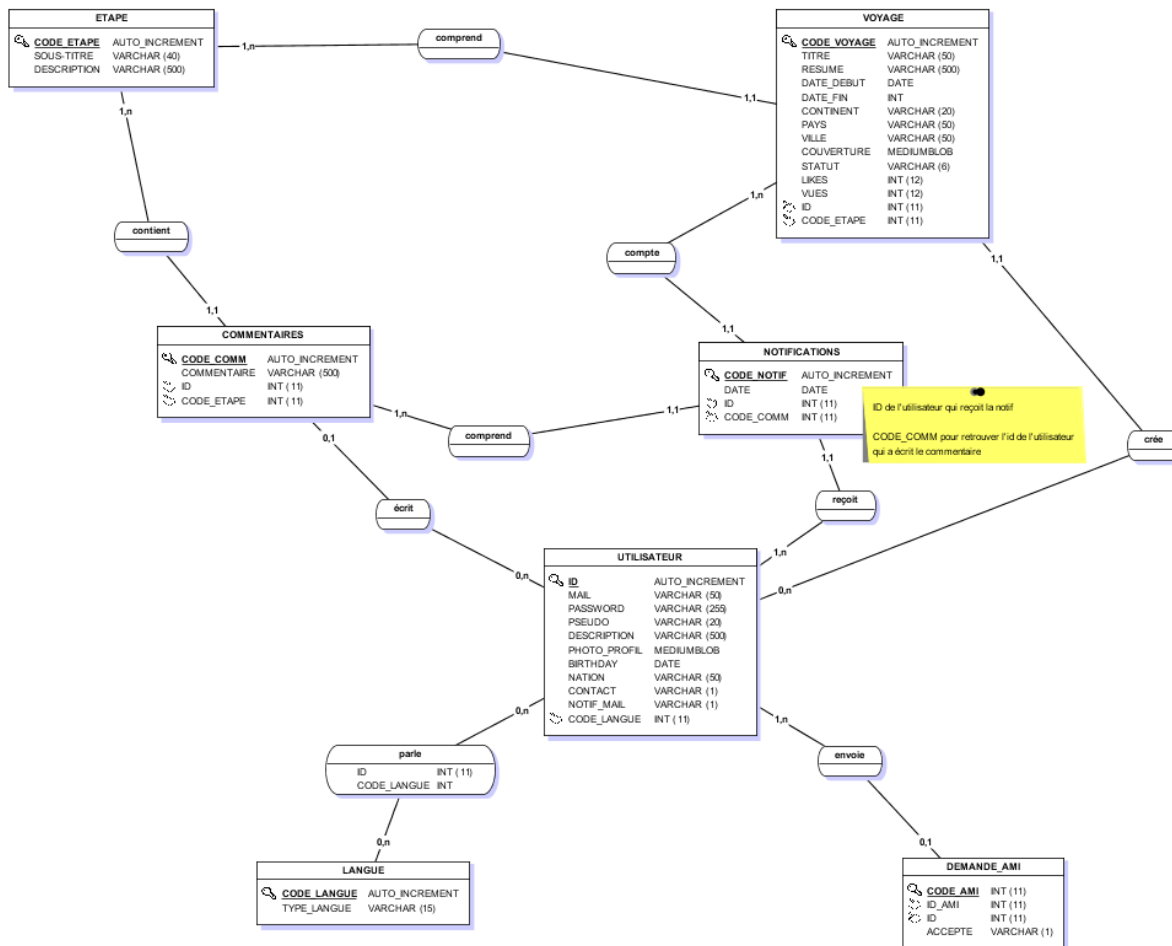 ETAPE
CODE_ETAPE AUTO_INCREMENT
SOUS-TITRE VARCHAR (40)
DESCRIPTION VARCHAR (500)
1,n
comprend
1,1
VOYAGE
CODE_VOYAGE AUTO_INCREMENT
TITRE VARCHAR (50)
RESUME VARCHAR (500)
DATE_DEBUT DATE
DATE_FIN INT
CONTINENT VARCHAR (20)
PAYS VARCHAR (50)
VILLE VARCHAR (50)
COUVERTURE MEDIUMBLOB
STATUT VARCHAR (6)
LIKES INT (12)
VUES INT (12)
ID INT (11)
CODE_ETAPE INT (11)
1,n
contient
1,1
1,n
compte
1,1
1,1
crée
0,n
COMMENTAIRES
CODE_COMM AUTO_INCREMENT
COMMENTAIRE VARCHAR (500)
ID INT (11)
CODE_ETAPE INT (11)
1,n
comprend
1,1
NOTIFICATIONS
CODE_NOTIF AUTO_INCREMENT
DATE DATE
ID INT (11)
CODE_COMM INT (11)
ID de l'utilisateur qui reçoit la notif
CODE_COMM pour retrouver l'id de l'utilisateur
qui a écrit le commentaire
0,1
écrit
0,n
1,1
reçoit
1,n
UTILISATEUR
ID AUTO_INCREMENT
MAIL VARCHAR (50)
PASSWORD VARCHAR (255)
PSEUDO VARCHAR (20)
DESCRIPTION VARCHAR (500)
PHOTO_PROFIL MEDIUMBLOB
BIRTHDAY DATE
NATION VARCHAR (50)
CONTACT VARCHAR (1)
NOTIF_MAIL VARCHAR (1)
CODE_LANGUE INT (11)
0,n
parle
ID INT (11)
CODE_LANGUE INT
0,n
1,n
envoie
0,1
LANGUE
CODE_LANGUE AUTO_INCREMENT
TYPE_LANGUE VARCHAR (15)
DEMANDE_AMI
CODE_AMI INT (11)
ID_AMI INT (11)
ID INT (11)
ACCEPTE VARCHAR (1)